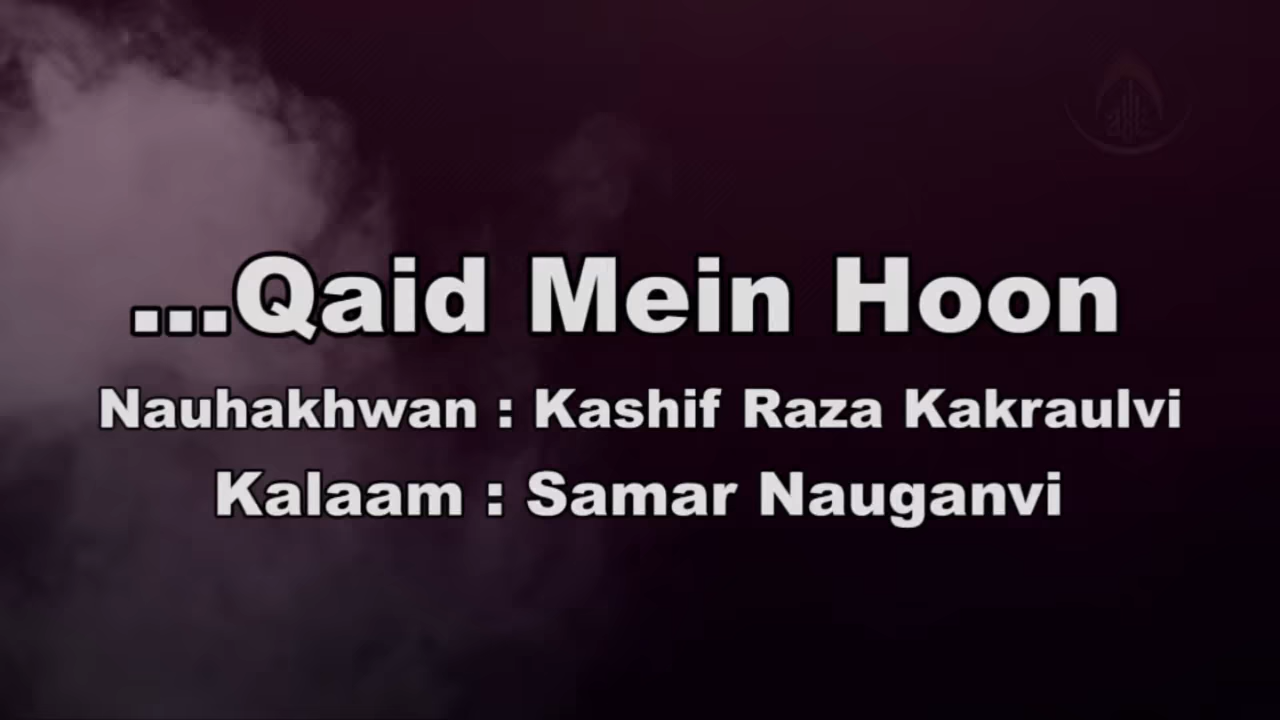 ...Qaid Mein Hoon
Nauhakhwan : Kashif Raza Kakraulvi
Kalaam : Samar Nauganvi